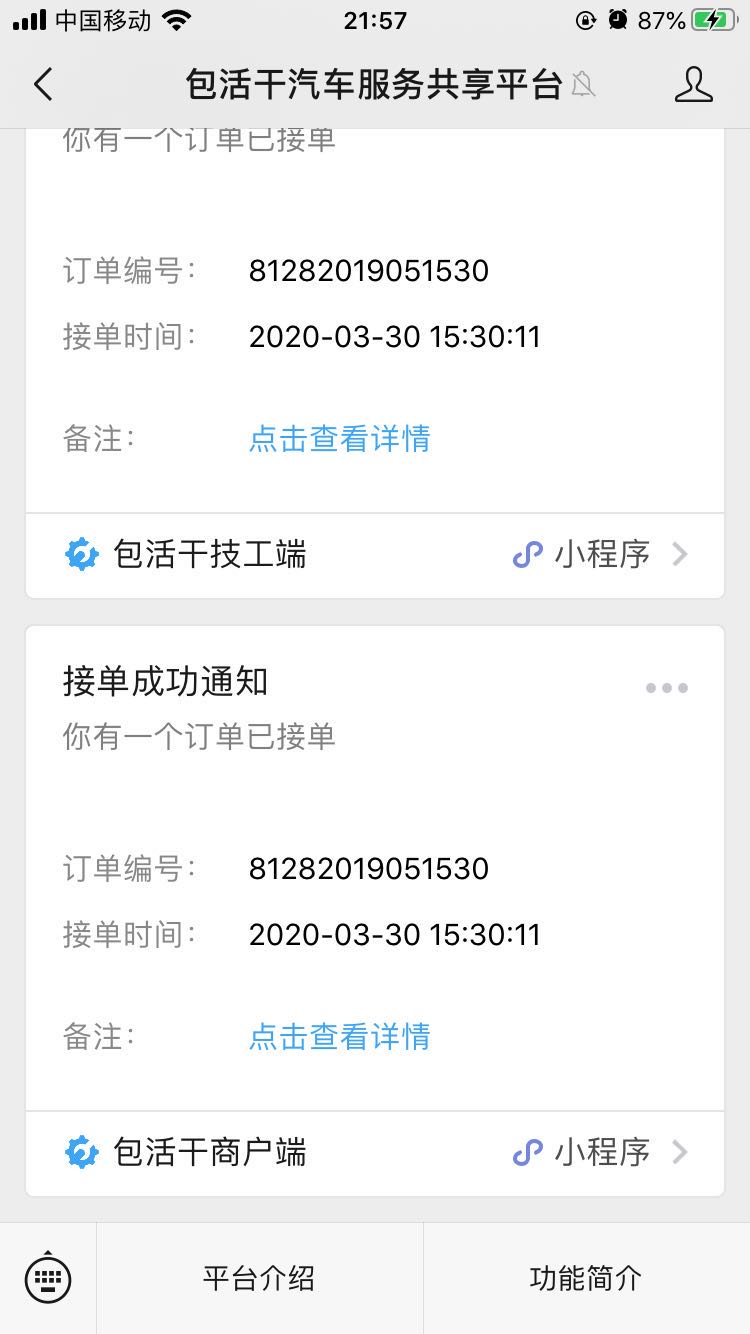 中国移动 21:57 87%
包活干汽车服务共享平台
你有一个订单已接单
订单编号: 81282019051530
接单时间: 2020-03-30 15:30:11
备注: 点击查看详情
包活干技工端 小程序
接单成功通知
你有一个订单已接单
订单编号: 81282019051530
接单时间: 2020-03-30 15:30:11
备注: 点击查看详情
包活干商户端 小程序
平台介绍 功能简介